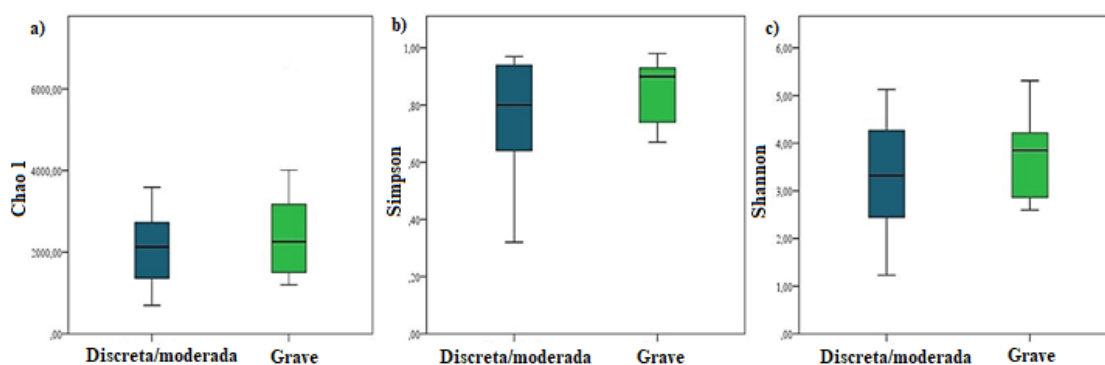 a)
Chao 1
6000,00
4000,00
2000,00
,00
Discreta/moderada
Grave
b)
Simpson
1,00
,80
,60
,40
,20
,00
Discreta/moderada
Grave
c)
Shannon
6,00
5,00
4,00
3,00
2,00
1,00
,00
Discreta/moderada
Grave